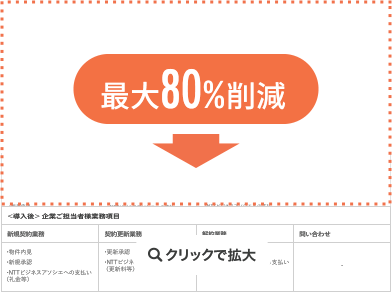 最大80%削減
<導入後> 企業ご担当者様業務項目
新規契約業務
契約更新業務
解約業務
問い合わせ
・物件内見
・新規承認
・NTTビジネスアソシエへの支払い
（礼金等）
・更新承認
・NTTビジネ
（更新料等）
支払い
-
クリックで拡大